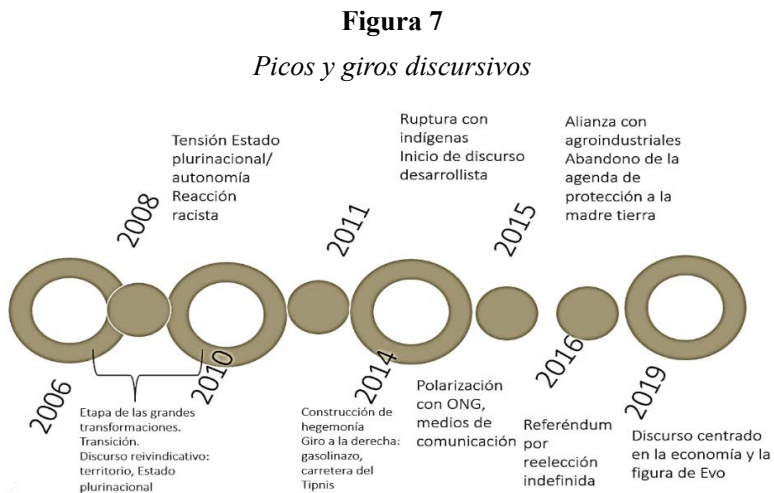 Figura 7
Picos y giros discursivos
Tensión Estado
plurinacional/
autonomía
Reacción
racista
Ruptura con
indígenas
Inicio de discurso
desarrollista
Alianza con
agroindustriales
Abandono de la
agenda de
protección a la
madre tierra
2008
2011
2015
2006
2010
2014
2016
2019
Etapa de las grandes
transformaciones.
Transición.
Discurso reivindicativo:
territorio, Estado
plurinacional
Construcción de
hegemonía
Giro a la derecha:
gasolinazo,
carretera del
Tipnis
Polarización
con ONG,
medios de
comunicación
Referéndum
por
reelección
indefinida
Discurso centrado
en la economía y la
figura de Evo